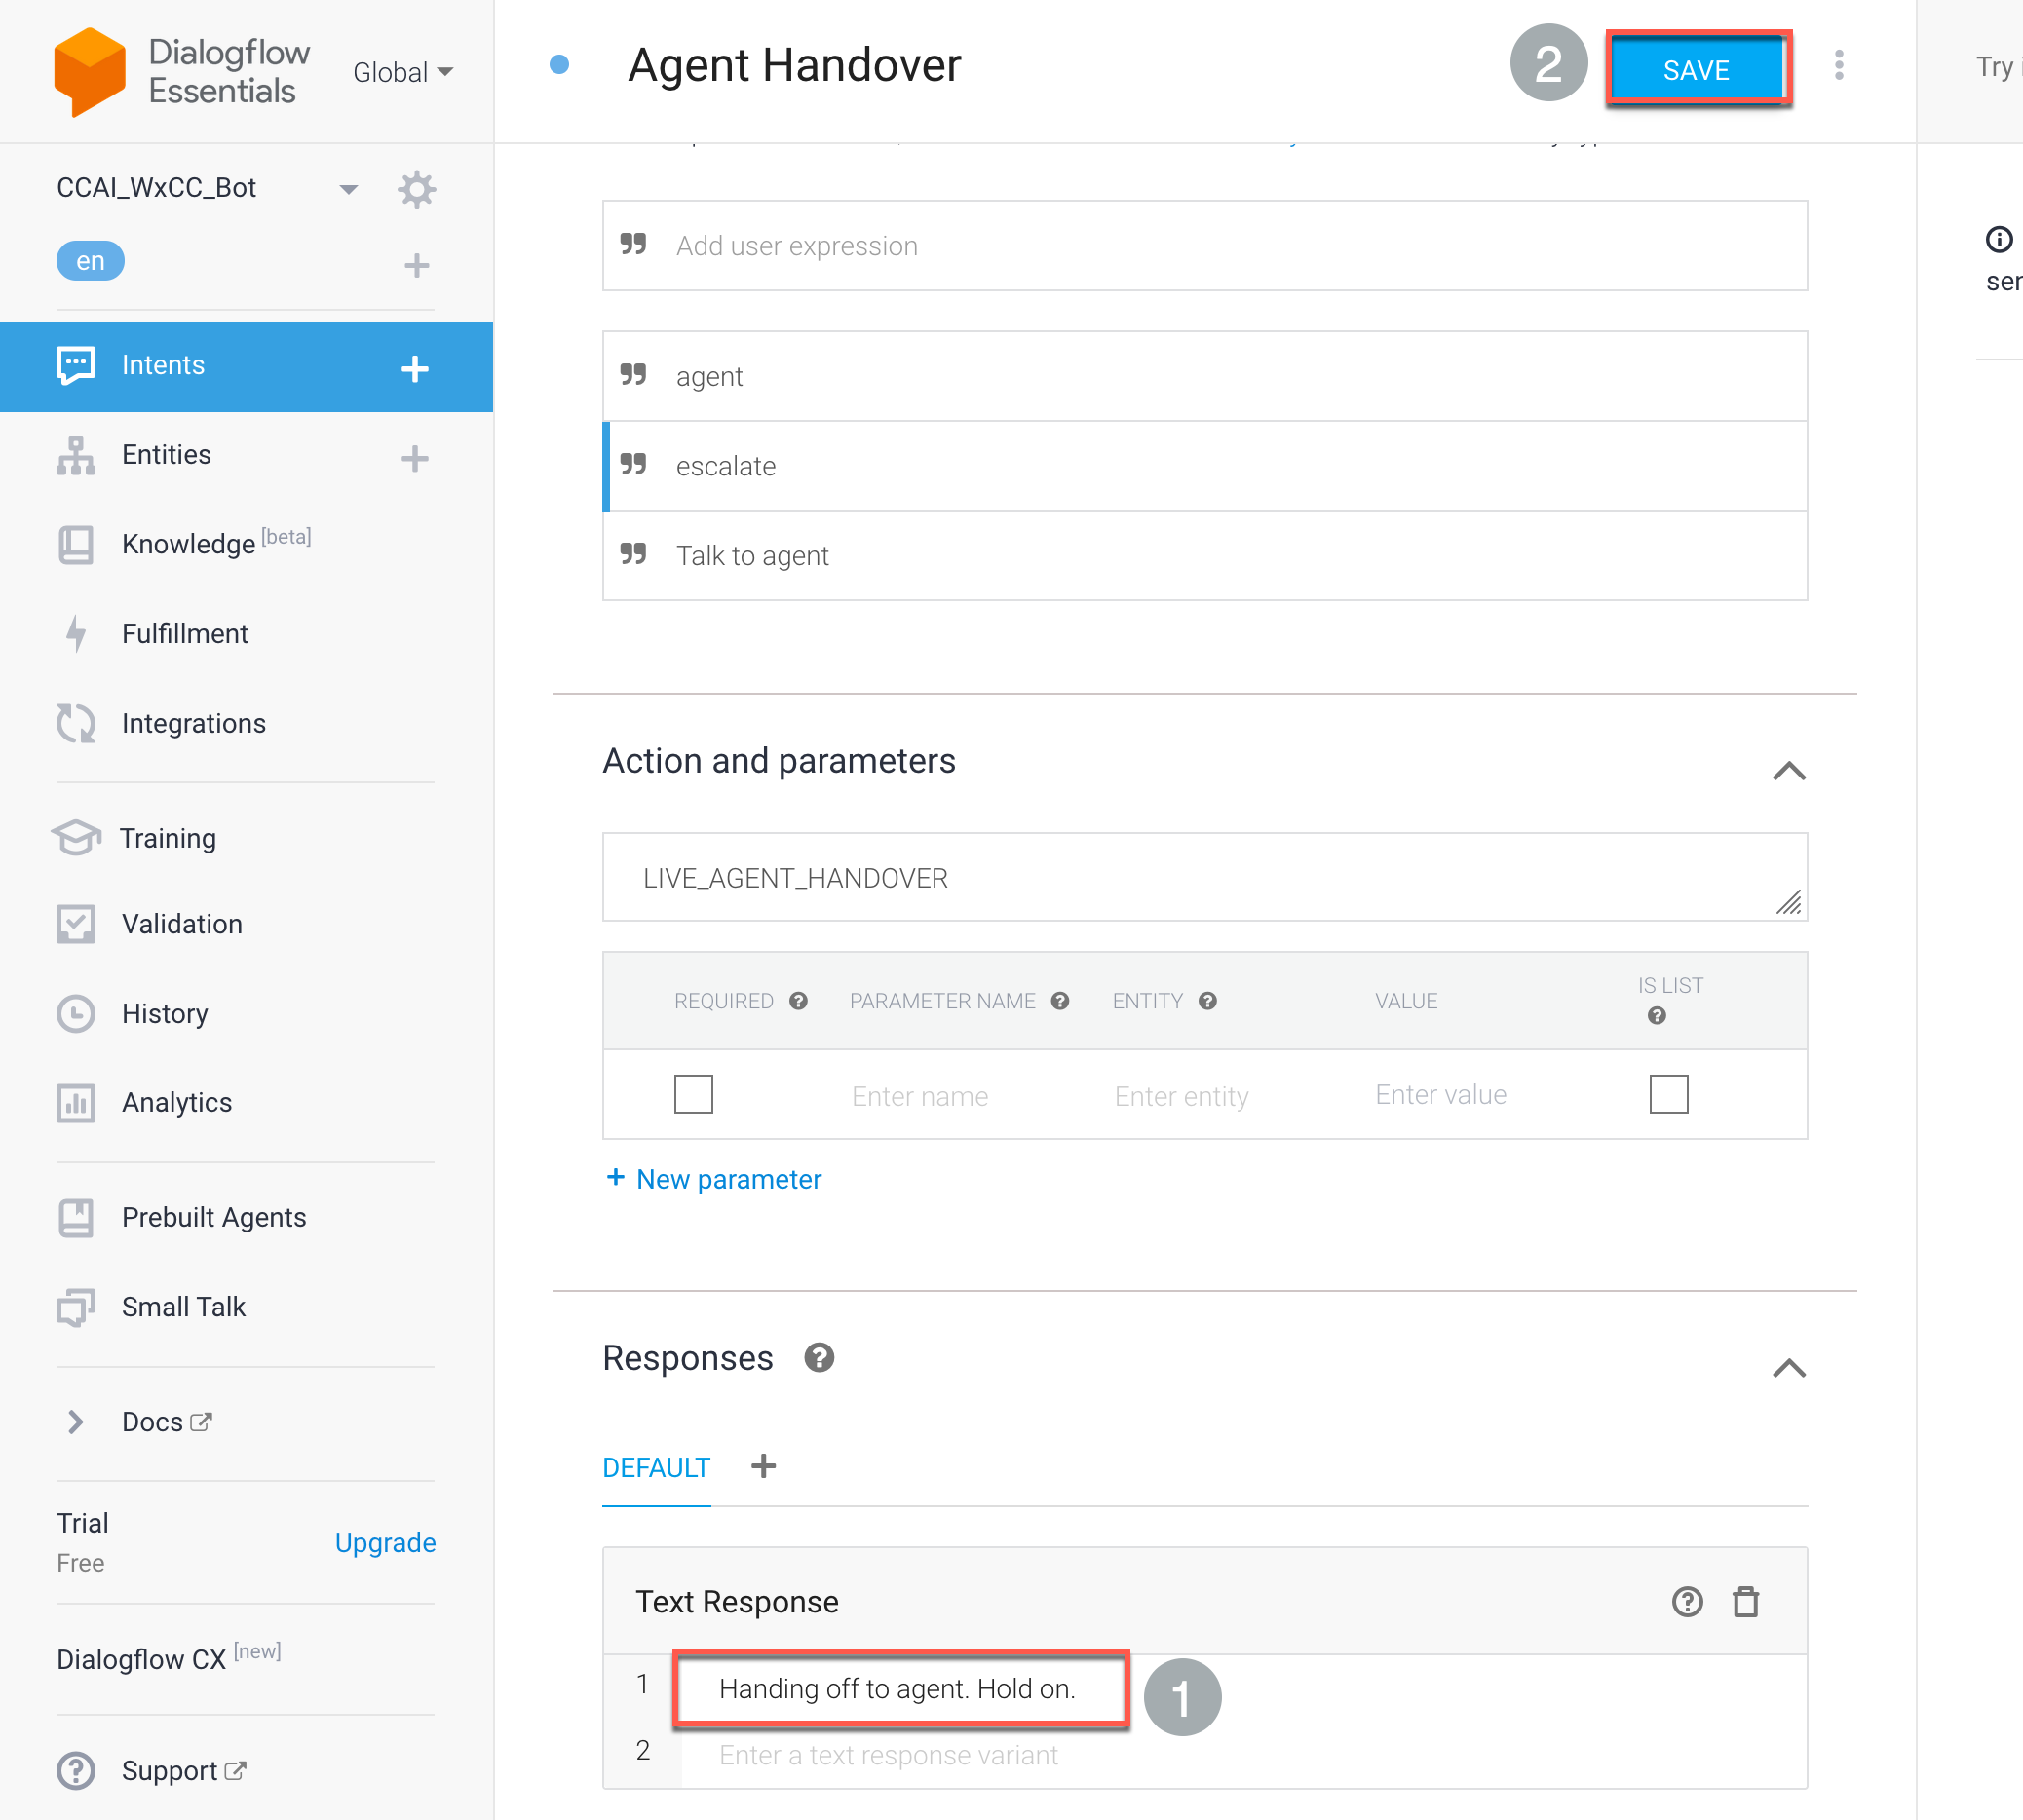 Dialogflow
Essentials
Global
CCAI_WxCC_Bot
en
Intents
Entities
Knowledge [beta]
Fulfillment
Integrations
Training
Validation
History
Analytics
Prebuilt Agents
Small Talk
Docs
Trial
Free
Upgrade
Dialogflow CX [new]
Support
Agent Handover
2
SAVE
Add user expression
agent
escalate
Talk to agent
Action and parameters
LIVE_AGENT_HANDOVER
REQUIRED PARAMETER NAME ENTITY VALUE IS LIST
Enter name Enter entity Enter value
+ New parameter
Responses
DEFAULT
Text Response
1 Handing off to agent. Hold on.
1
2 Enter a text response variant
Try